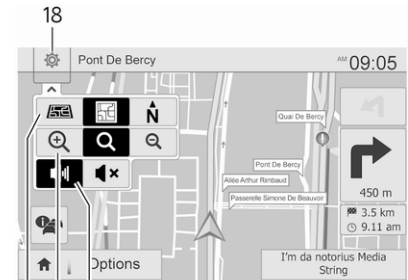 18
Pont De Bercy
AM 09:05
N
Quai De Bercy
Pont De Bercy
Allée Arthur Rimbaud
Passerelle Simone De Beauvoir
450 m
3.5 km
9.11 am
Options
I'm da notorius Media
String